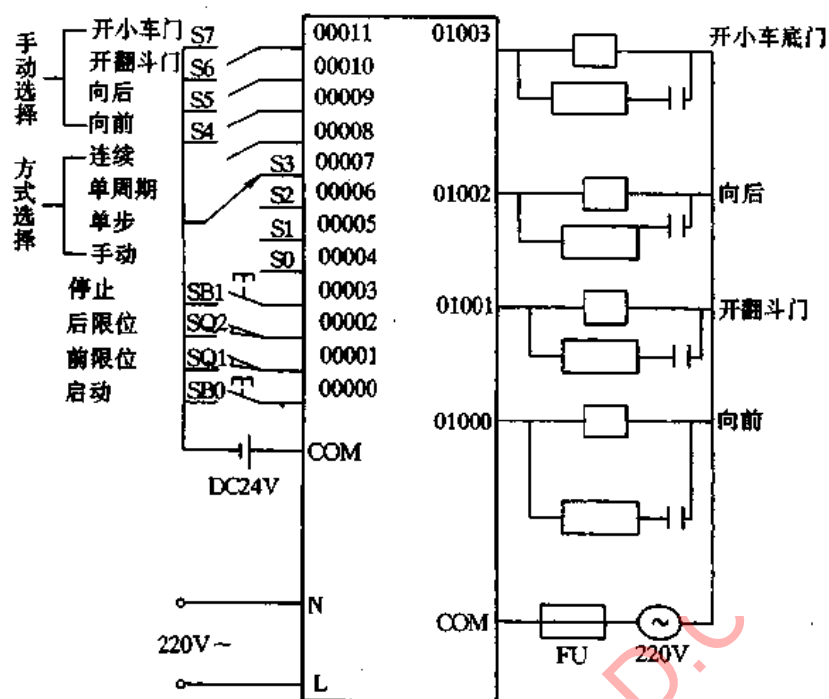 手动选择
开小车门 S7 00011
开翻斗门 S6 00010
向后 S5 00009
向前 S4 00008
方式选择
连续 S3 00007
单周期 S2 00006
单步 S1 00005
手动 S0 00004
停止 SB1 00003
后限位 SQ2 00002
前限位 SQ1 00001
启动 SB0 00000
COM
DC24V
N
220V~
L
01003 开小车底门
01002 向后
01001 开翻斗门
01000 向前
COM
FU 220V
D.C